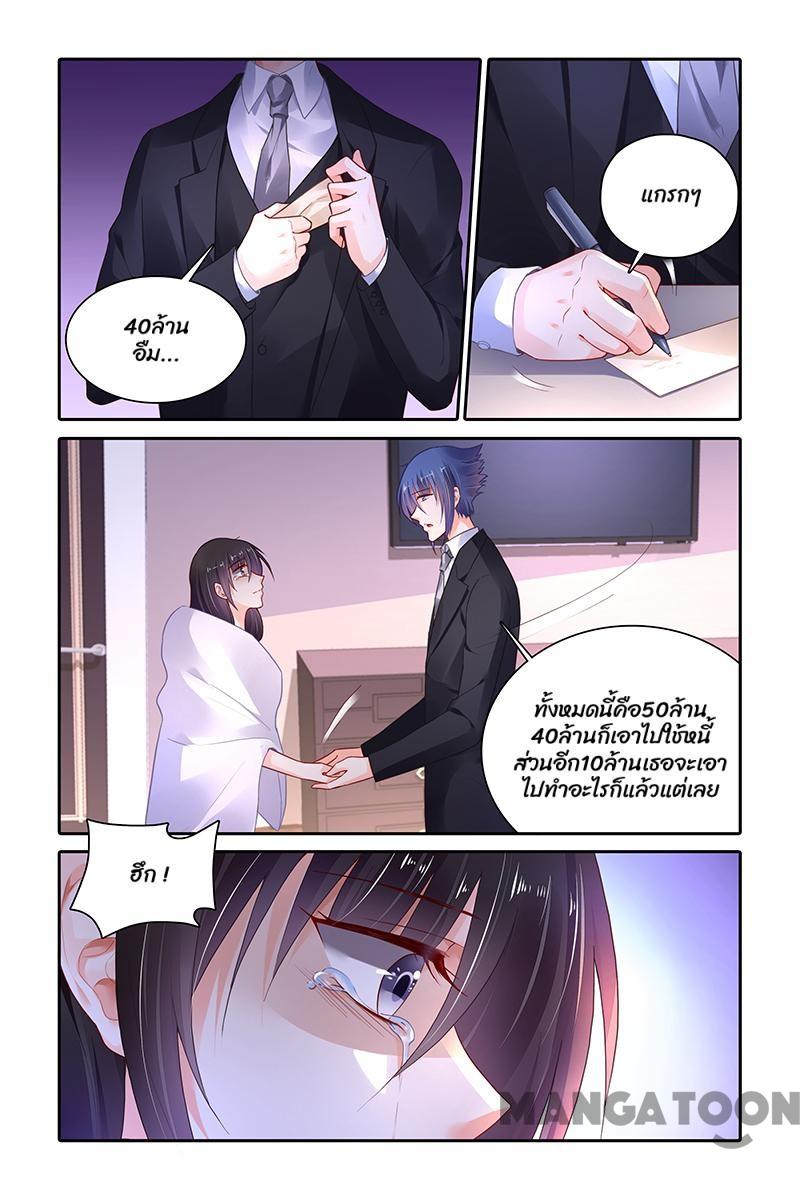 40ล้าน
อืม...
แกรกๆ
ทั้งหมดนี้คือ50ล้าน
40ล้านก็เอาไปใช้หนี้
ส่วนอีก10ล้านเธอจะเอา
ไปทำอะไรก็แล้วแต่เลย
ฮึก !
MANGATOON